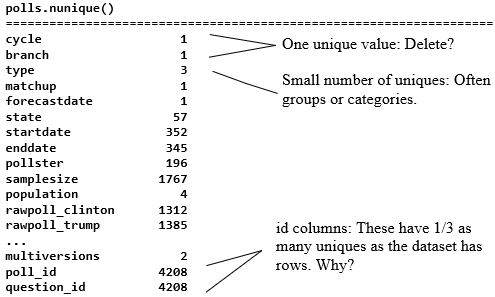 polls.nunique()
================================================================
cycle 1
branch 1
type 3
matchup 1
forecastdate 1
state 57
startdate 352
enddate 345
pollster 196
samplesize 1767
population 4
rawpoll_clinton 1312
rawpoll_trump 1385
...
multiversions 2
poll_id 4208
question_id 4208
One unique value: Delete?
Small number of uniques: Often
groups or categories.
id columns: These have 1/3 as
many uniques as the dataset has
rows. Why?